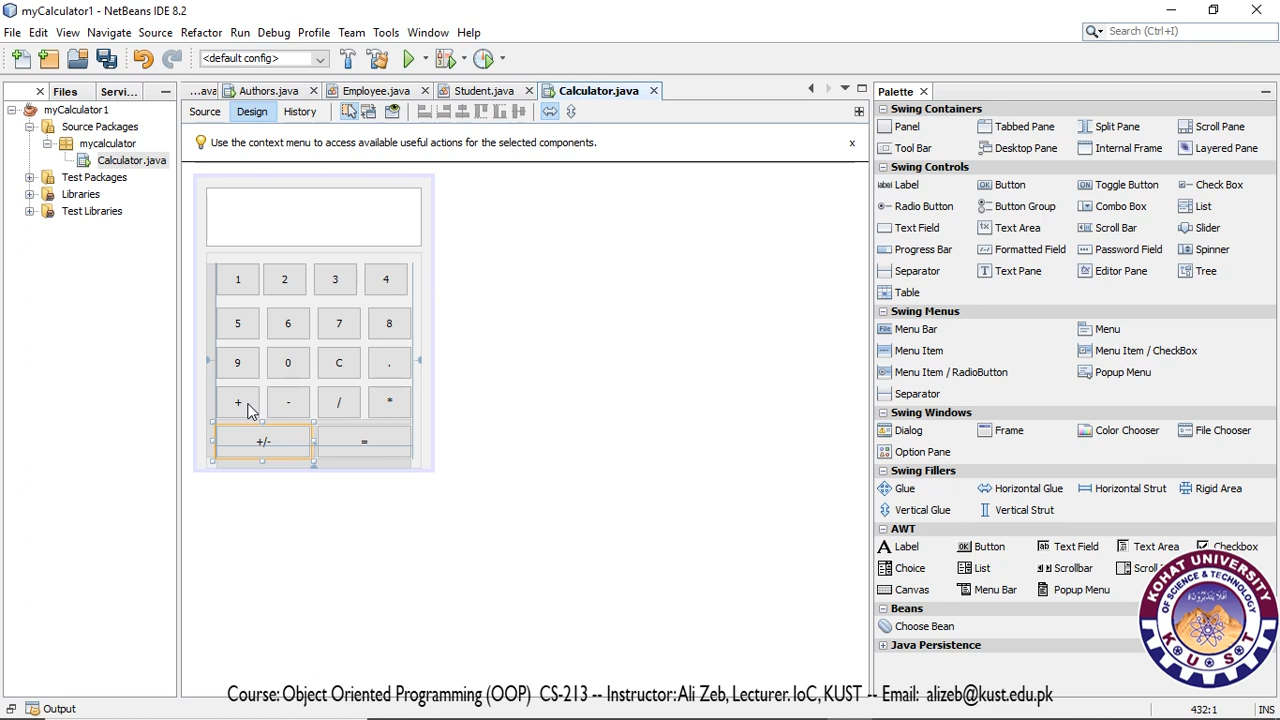 myCalculator1 - NetBeans IDE 8.2
File Edit View Navigate Source Refactor Run Debug Profile Team Tools Window Help
Search (Ctrl+I)
<default config>
Files Servi... ...ava Authors.java Employee.java Student.java Calculator.java Palette
myCalculator1
Source Packages
mycalculator
Calculator.java
Test Packages
Libraries
Test Libraries
Source Design History
Use the context menu to access available useful actions for the selected components.
1 2 3 4
5 6 7 8
9 0 C .
+ - / *
+/- =
Swing Containers
Panel Tabbed Pane Split Pane Scroll Pane
Tool Bar Desktop Pane Internal Frame Layered Pane
Swing Controls
label Label OK Button ON Toggle Button Check Box
Radio Button Button Group Combo Box List
Text Field Text Area Scroll Bar Slider
Progress Bar Formatted Field Password Field Spinner
Separator Text Pane Editor Pane Tree
Table
Swing Menus
Menu Bar Menu
Menu Item Menu Item / CheckBox
Menu Item / RadioButton Popup Menu
Separator
Swing Windows
Dialog Frame Color Chooser File Chooser
Option Pane
Swing Fillers
Glue Horizontal Glue Horizontal Strut Rigid Area
Vertical Glue Vertical Strut
AWT
Label Button Text Field Text Area Checkbox
Choice List Scrollbar Scroll
Canvas Menu Bar Popup Menu
Beans
Choose Bean
Java Persistence
KOHAT UNIVERSITY
OF SCIENCE & TECHNOLOGY
K U S T
Course: Object Oriented Programming (OOP) CS-213 -- Instructor: Ali Zeb, Lecturer. IoC, KUST -- Email: alizeb@kust.edu.pk
Output
432:1 INS